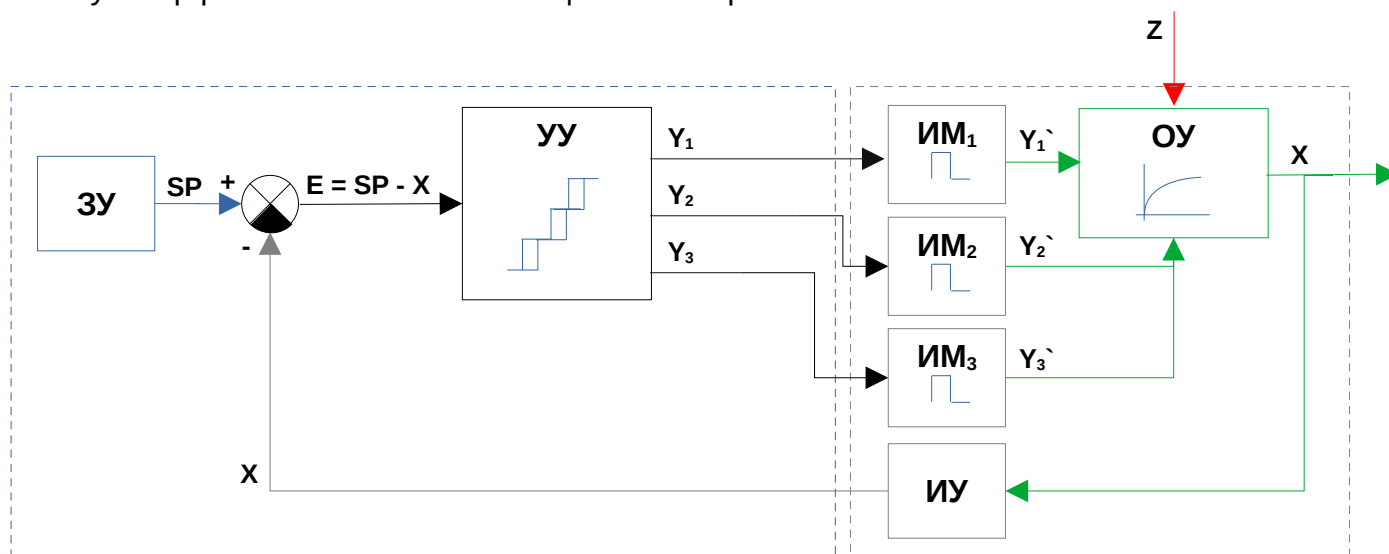 Z
ЗУ
SP
+
-
E = SP - X
УУ
Y₁
Y₂
Y₃
ИМ₁
Y₁`
ОУ
X
ИМ₂
Y₂`
ИМ₃
Y₃`
X
ИУ